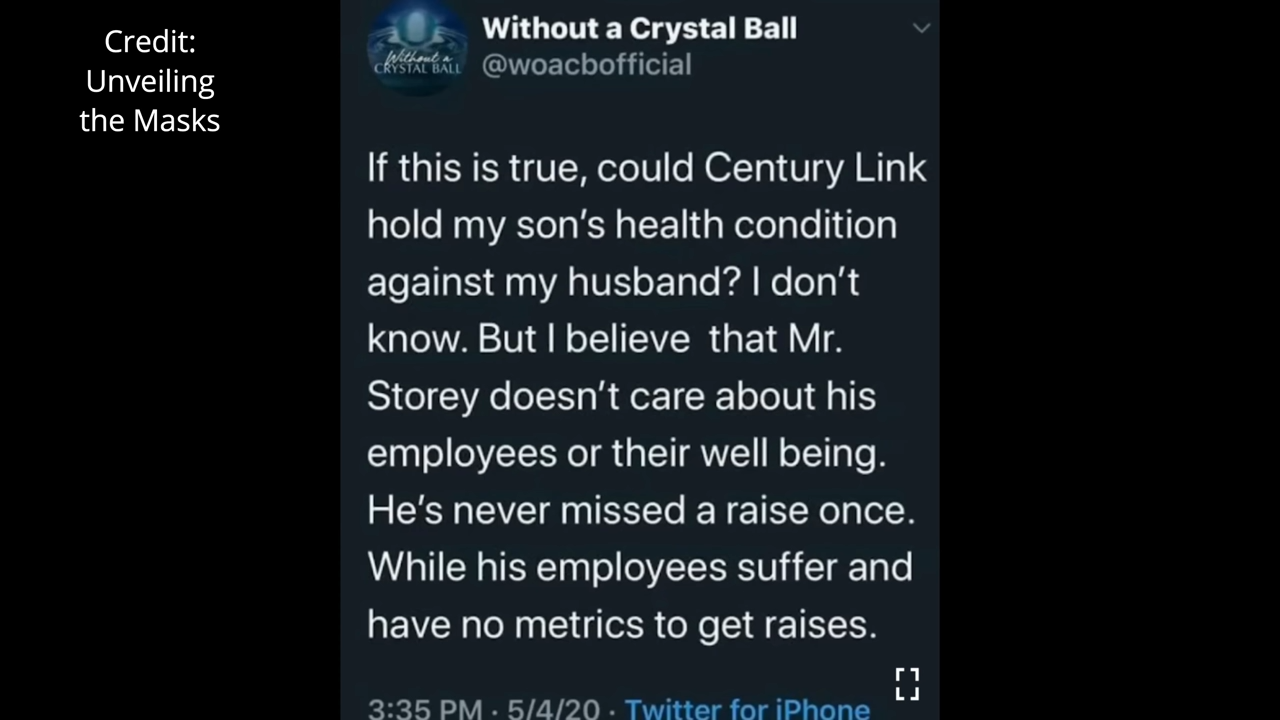 Credit:
Unveiling
the Masks
Without a
CRYSTAL BALL
Without a Crystal Ball
@woacbofficial
If this is true, could Century Link
hold my son's health condition
against my husband? I don't
know. But I believe  that Mr.
Storey doesn't care about his
employees or their well being.
He's never missed a raise once.
While his employees suffer and
have no metrics to get raises.
3:35 PM · 5/4/20 · Twitter for iPhone